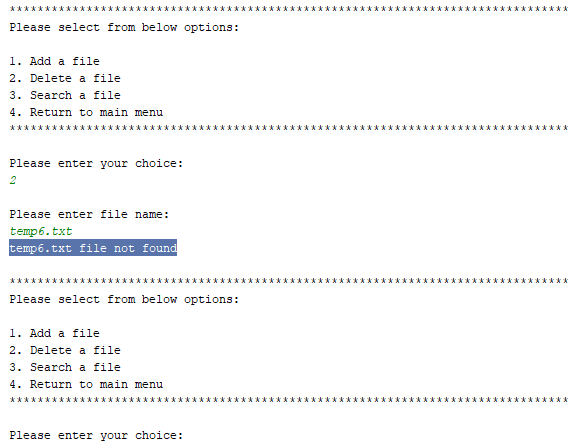 ********************************************************************************
Please select from below options:
1. Add a file
2. Delete a file
3. Search a file
4. Return to main menu
********************************************************************************
Please enter your choice:
2
Please enter file name:
temp6.txt
temp6.txt file not found
********************************************************************************
Please select from below options:
1. Add a file
2. Delete a file
3. Search a file
4. Return to main menu
********************************************************************************
Please enter your choice: